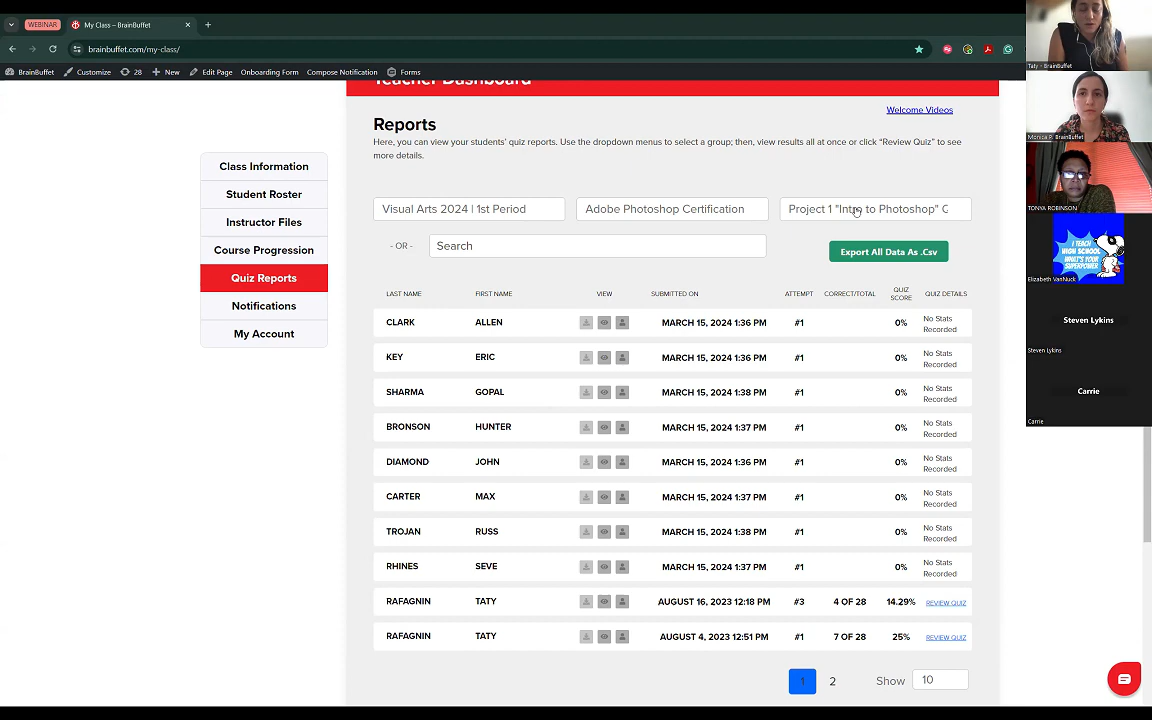 WEBINAR
My Class – BrainBuffet
brainbuffet.com/my-class/
BrainBuffet
Customize
28
New
Edit Page
Onboarding Form
Compose Notification
Forms
Teacher Dashboard
Welcome Videos
Reports
Here, you can view your students' quiz reports. Use the dropdown menus to select a group; then, view results all at once or click "Review Quiz" to see
more details.
Class Information
Student Roster
Instructor Files
Course Progression
Quiz Reports
Notifications
My Account
Visual Arts 2024 | 1st Period
Adobe Photoshop Certification
Project 1 "Intro to Photoshop"
- OR -
Search
Export All Data As .Csv
LAST NAME FIRST NAME VIEW SUBMITTED ON ATTEMPT CORRECT/TOTAL QUIZ SCORE QUIZ DETAILS
CLARK ALLEN MARCH 15, 2024 1:36 PM #1 0% No Stats Recorded
KEY ERIC MARCH 15, 2024 1:36 PM #1 0% No Stats Recorded
SHARMA GOPAL MARCH 15, 2024 1:38 PM #1 0% No Stats Recorded
BRONSON HUNTER MARCH 15, 2024 1:37 PM #1 0% No Stats Recorded
DIAMOND JOHN MARCH 15, 2024 1:36 PM #1 0% No Stats Recorded
CARTER MAX MARCH 15, 2024 1:37 PM #1 0% No Stats Recorded
TROJAN RUSS MARCH 15, 2024 1:38 PM #1 0% No Stats Recorded
RHINES SEVE MARCH 15, 2024 1:37 PM #1 0% No Stats Recorded
RAFAGNIN TATY AUGUST 16, 2023 12:18 PM #3 4 OF 28 14.29% REVIEW QUIZ
RAFAGNIN TATY AUGUST 4, 2023 12:51 PM #1 7 OF 28 25% REVIEW QUIZ
1
2
Show
10
Taty - BrainBuffet
Monica P. BrainBuffet
TONYA ROBINSON
I TEACH
HIGH SCHOOL
WHAT'S YOUR
SUPERPOWER
Elizabeth VanNuck
Steven Lykins
Steven Lykins
Carrie
Carrie